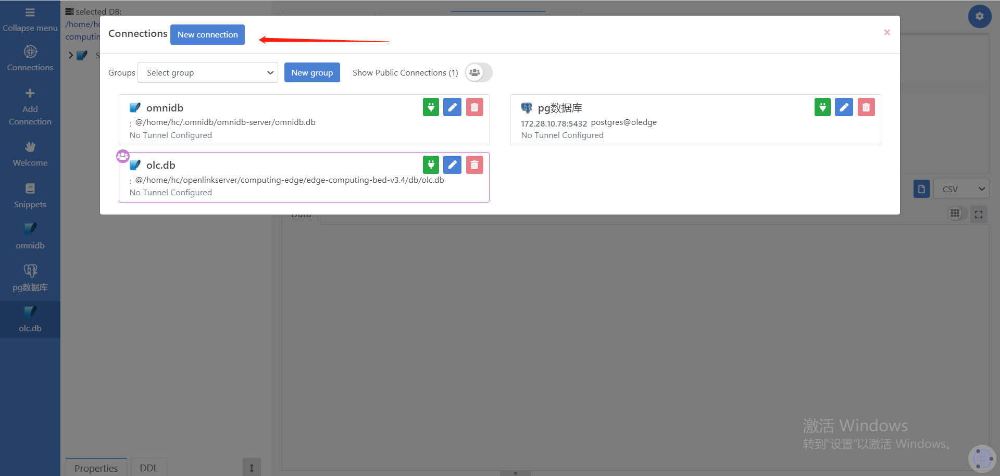 Collapse menu
Connections
Add
Connection
Welcome
Snippets
omnidb
pg数据库
olc.db
selected DB:
/home/hc
computing
S
Connections
New connection
×
Groups
Select group
New group
Show Public Connections (1)
omnidb
: @/home/hc/.omnidb/omnidb-server/omnidb.db
No Tunnel Configured
pg数据库
172.28.10.78:5432 postgres@oledge
No Tunnel Configured
olc.db
: @/home/hc/openlinkserver/computing-edge/edge-computing-bed-v3.4/db/olc.db
No Tunnel Configured
CSV
Data
激活 Windows
转到“设置”以激活 Windows。
Properties
DDL